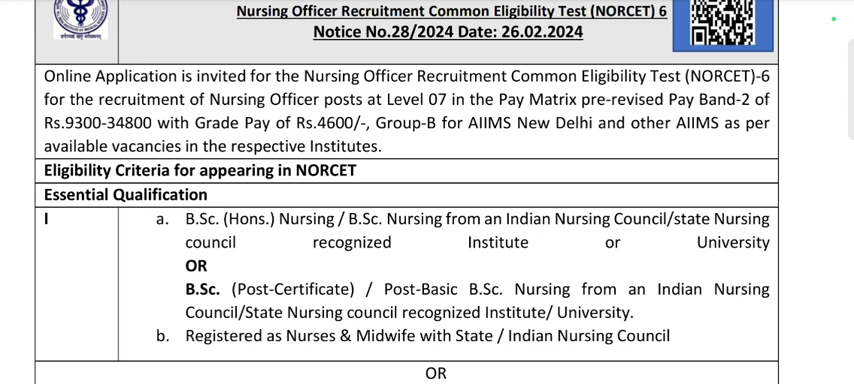 Nursing Officer Recruitment Common Eligibility Test (NORCET) 6
Notice No.28/2024 Date: 26.02.2024
Online Application is invited for the Nursing Officer Recruitment Common Eligibility Test (NORCET)-6
for the recruitment of Nursing Officer posts at Level 07 in the Pay Matrix pre-revised Pay Band-2 of
Rs.9300-34800 with Grade Pay of Rs.4600/-, Group-B for AIIMS New Delhi and other AIIMS as per
available vacancies in the respective Institutes.
Eligibility Criteria for appearing in NORCET
Essential Qualification
I
a. B.Sc. (Hons.) Nursing / B.Sc. Nursing from an Indian Nursing Council/state Nursing
council recognized Institute or University
OR
B.Sc. (Post-Certificate) / Post-Basic B.Sc. Nursing from an Indian Nursing
Council/State Nursing council recognized Institute/ University.
b. Registered as Nurses & Midwife with State / Indian Nursing Council
OR